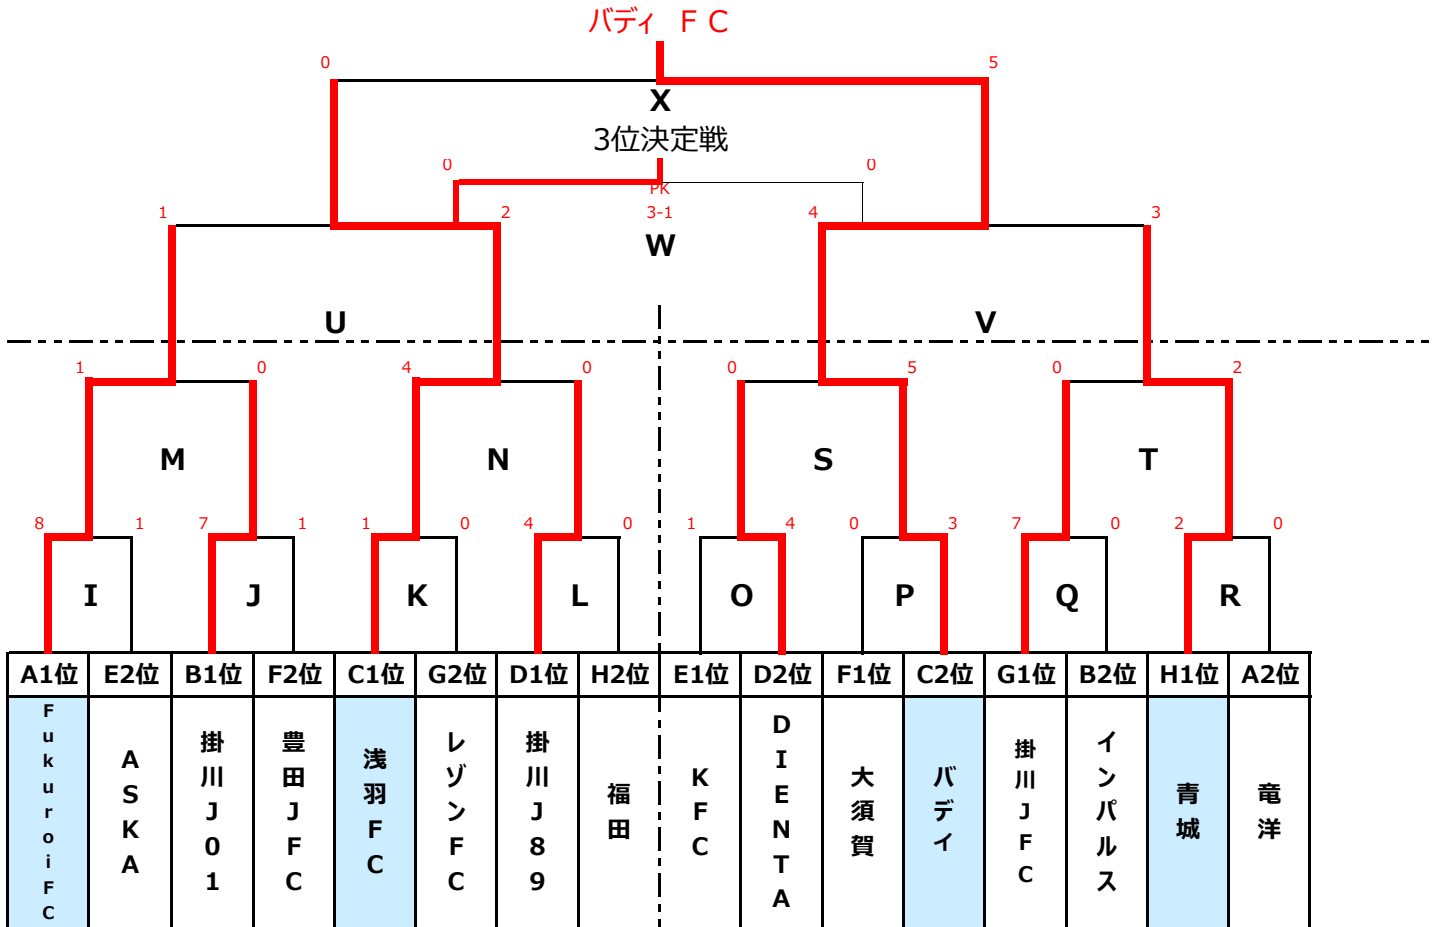 バディ ＦＣ
0 5
X
3位決定戦
0 0
PK
1 2 3-1 4 3
W
U V
1 0 4 0 0 5 0 2
M N S T
8 1 7 1 1 0 4 0 1 4 0 3 7 0 2 0
I J K L O P Q R
A1位 E2位 B1位 F2位 C1位 G2位 D1位 H2位 E1位 D2位 F1位 C2位 G1位 B2位 H1位 A2位
ＦｕｋｕｒｏｉＦＣ
ＡＳＫＡ
掛川Ｊ０１
豊田ＪＦＣ
浅羽ＦＣ
レゾンＦＣ
掛川Ｊ８９
福田
ＫＦＣ
ＤＩＥＮＴＡ
大須賀
バデイ
掛川ＪＦＣ
インパルス
青城
竜洋